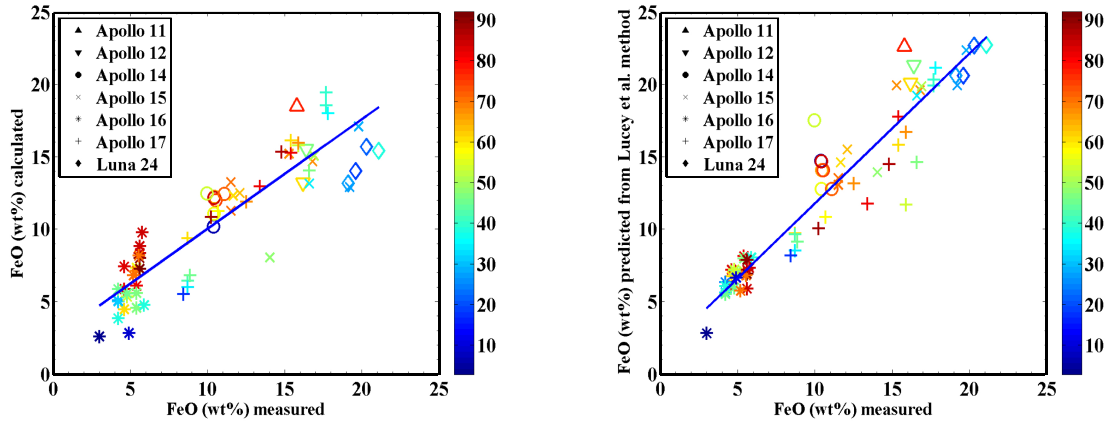 FeO (wt%) calculated
25
20
15
10
5
0
Apollo 11
Apollo 12
Apollo 14
Apollo 15
Apollo 16
Apollo 17
Luna 24
0 5 10 15 20 25
FeO (wt%) measured
90
80
70
60
50
40
30
20
10
FeO (wt%) predicted from Lucey et al. method
25
20
15
10
5
0
Apollo 11
Apollo 12
Apollo 14
Apollo 15
Apollo 16
Apollo 17
Luna 24
0 5 10 15 20 25
FeO (wt%) measured
90
80
70
60
50
40
30
20
10